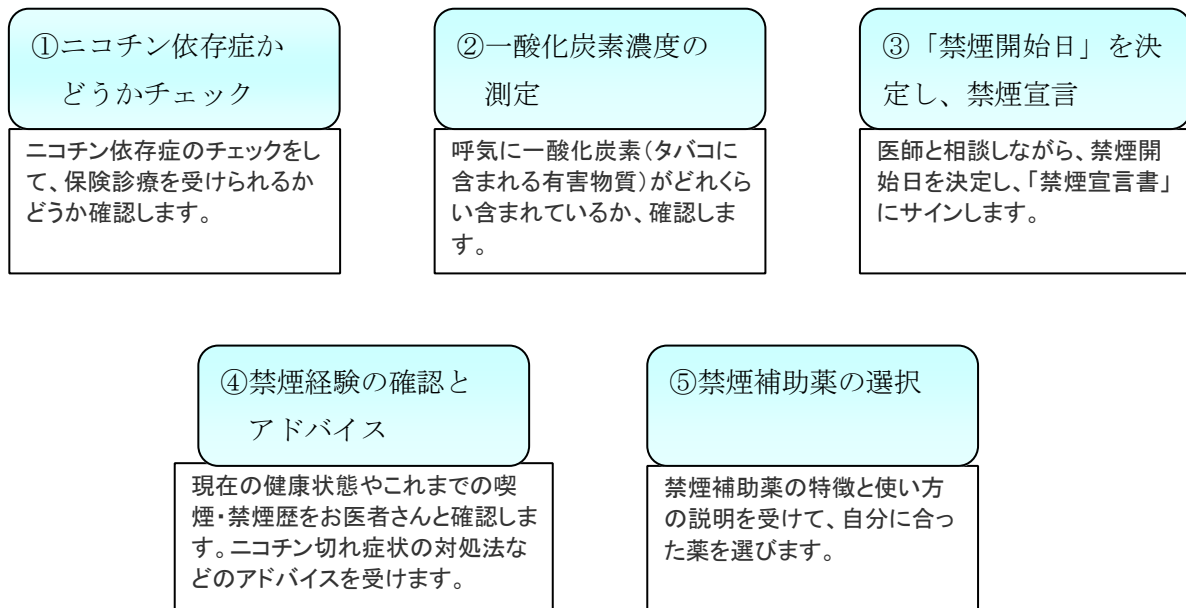 ①ニコチン依存症か
どうかチェック
ニコチン依存症のチェックをし
て、保険診療を受けられるか
どうか確認します。
②一酸化炭素濃度の
測定
呼気に一酸化炭素(タバコに
含まれる有害物質)がどれくら
い含まれているか、確認しま
す。
③「禁煙開始日」を決
定し、禁煙宣言
医師と相談しながら、禁煙開
始日を決定し、「禁煙宣言書」
にサインします。
④禁煙経験の確認と
アドバイス
現在の健康状態やこれまでの喫
煙・禁煙歴をお医者さんと確認しま
す。ニコチン切れ症状の対処法な
どのアドバイスを受けます。
⑤禁煙補助薬の選択
禁煙補助薬の特徴と使い方
の説明を受けて、自分に合っ
た薬を選びます。